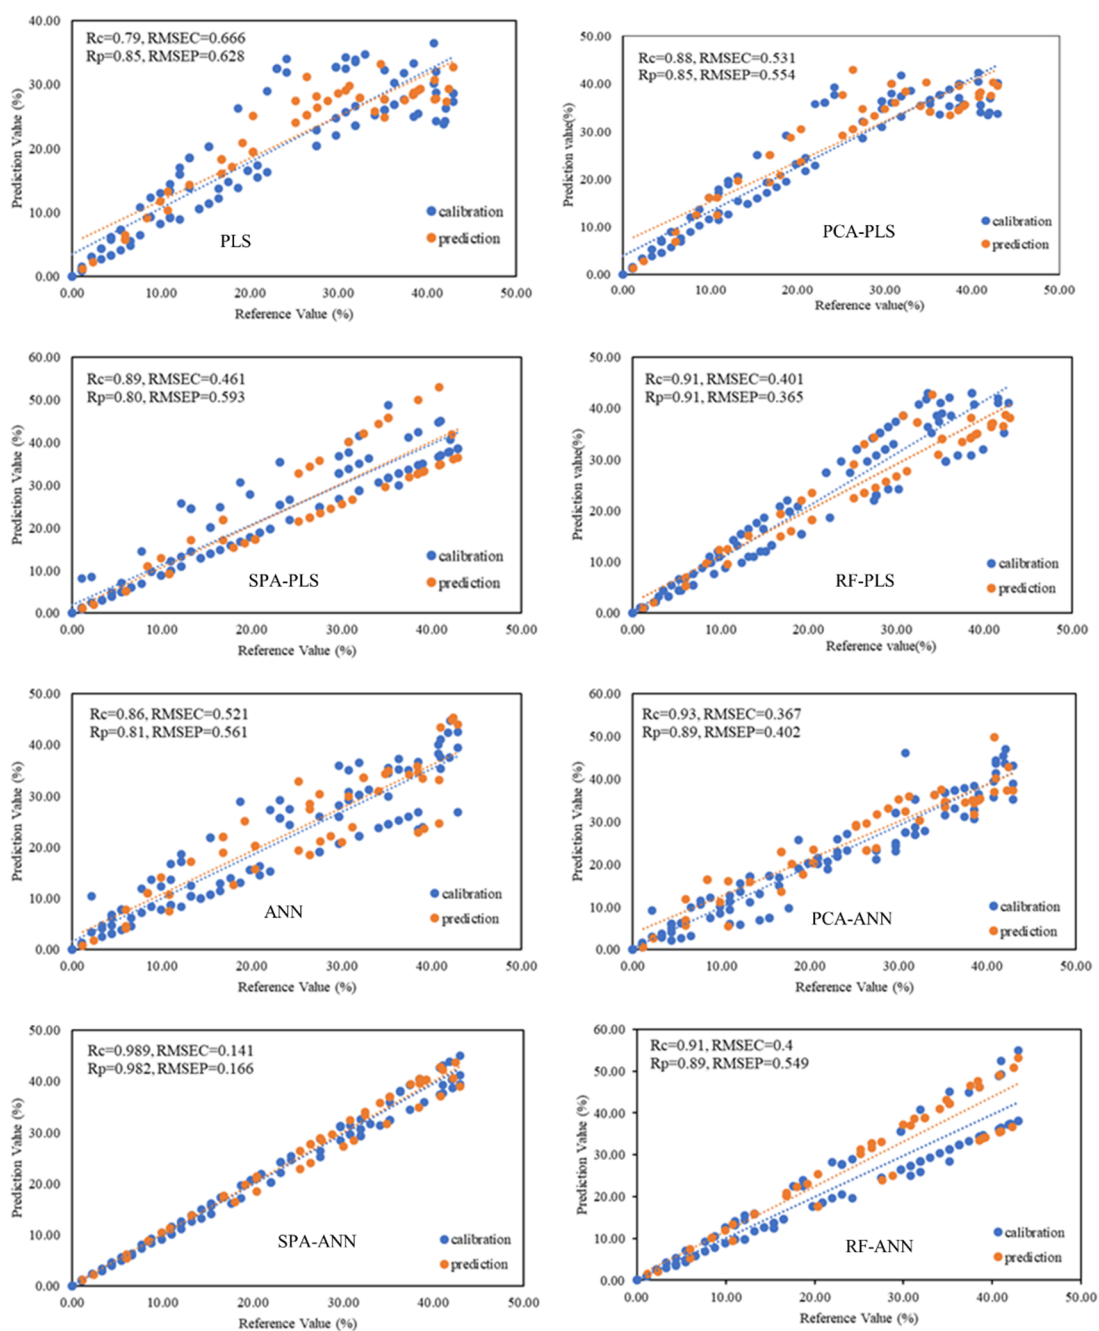 40.00
Rc=0.79, RMSEC=0.666
Rp=0.85, RMSEP=0.628
30.00
20.00
10.00
0.00
Prediction Value (%)
calibration
prediction
PLS
0.00 10.00 20.00 30.00 40.00 50.00
Reference Value (%)
50.00
Rc=0.88, RMSEC=0.531
Rp=0.85, RMSEP=0.554
40.00
30.00
20.00
10.00
0.00
Prediction value(%)
calibration
PCA-PLS
prediction
0.00 10.00 20.00 30.00 40.00 50.00
Reference value(%)
60.00
Rc=0.89, RMSEC=0.461
Rp=0.80, RMSEP=0.593
50.00
40.00
30.00
20.00
10.00
0.00
Prediction Value (%)
calibration
SPA-PLS
prediction
0.00 10.00 20.00 30.00 40.00 50.00
Reference Value (%)
50.00
Rc=0.91, RMSEC=0.401
Rp=0.91, RMSEP=0.365
40.00
30.00
20.00
10.00
0.00
Prediction value(%)
calibration
RF-PLS
prediction
0.00 10.00 20.00 30.00 40.00 50.00
Reference value(%)
50.00
Rc=0.86, RMSEC=0.521
Rp=0.81, RMSEP=0.561
40.00
30.00
20.00
10.00
0.00
Prediction Value (%)
calibration
ANN
prediction
0.00 10.00 20.00 30.00 40.00 50.00
Reference Value (%)
60.00
Rc=0.93, RMSEC=0.367
Rp=0.89, RMSEP=0.402
50.00
40.00
30.00
20.00
10.00
0.00
Prediction Value (%)
calibration
PCA-ANN
prediction
0.00 10.00 20.00 30.00 40.00 50.00
Reference Value (%)
50.00
Rc=0.989, RMSEC=0.141
Rp=0.982, RMSEP=0.166
40.00
30.00
20.00
10.00
0.00
Prediction Value (%)
calibration
SPA-ANN
prediction
0.00 10.00 20.00 30.00 40.00 50.00
Reference Value (%)
60.00
Rc=0.91, RMSEC=0.4
Rp=0.89, RMSEP=0.549
50.00
40.00
30.00
20.00
10.00
0.00
Prediction Value (%)
calibration
RF-ANN
prediction
0.00 10.00 20.00 30.00 40.00 50.00
Reference Value (%)